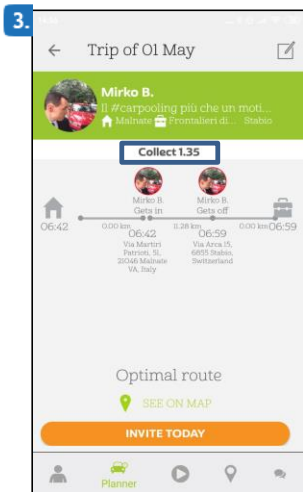 3.
Trip of 01 May
Mirko B.
Il #carpooling più che un moti...
Malnate Frontalieri di... Stabio
Collect 1.35
Mirko B. Mirko B.
Gets in Gets off
06:42 0.00 km 11.28 km 0.00 km 06:59
06:42 06:59
Via Martiri Via Arca 15,
Patrioti, 51, 6855 Stabio,
21046 Malnate Switzerland
VA, Italy
Optimal route
SEE ON MAP
INVITE TODAY
Planner